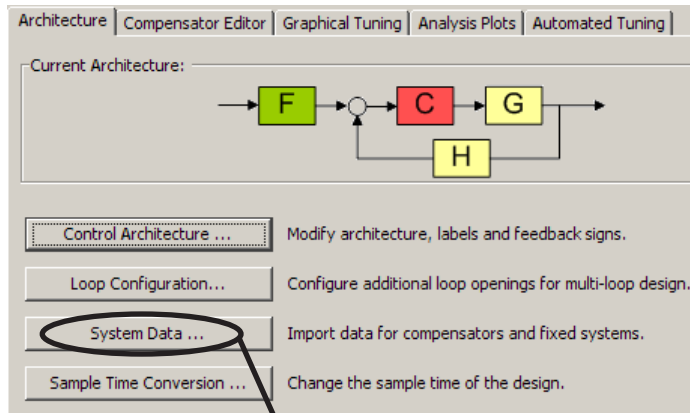 Architecture Compensator Editor Graphical Tuning Analysis Plots Automated Tuning
Current Architecture:
F C G
H
Control Architecture ... Modify architecture, labels and feedback signs.
Loop Configuration... Configure additional loop openings for multi-loop design.
System Data ... Import data for compensators and fixed systems.
Sample Time Conversion ... Change the sample time of the design.